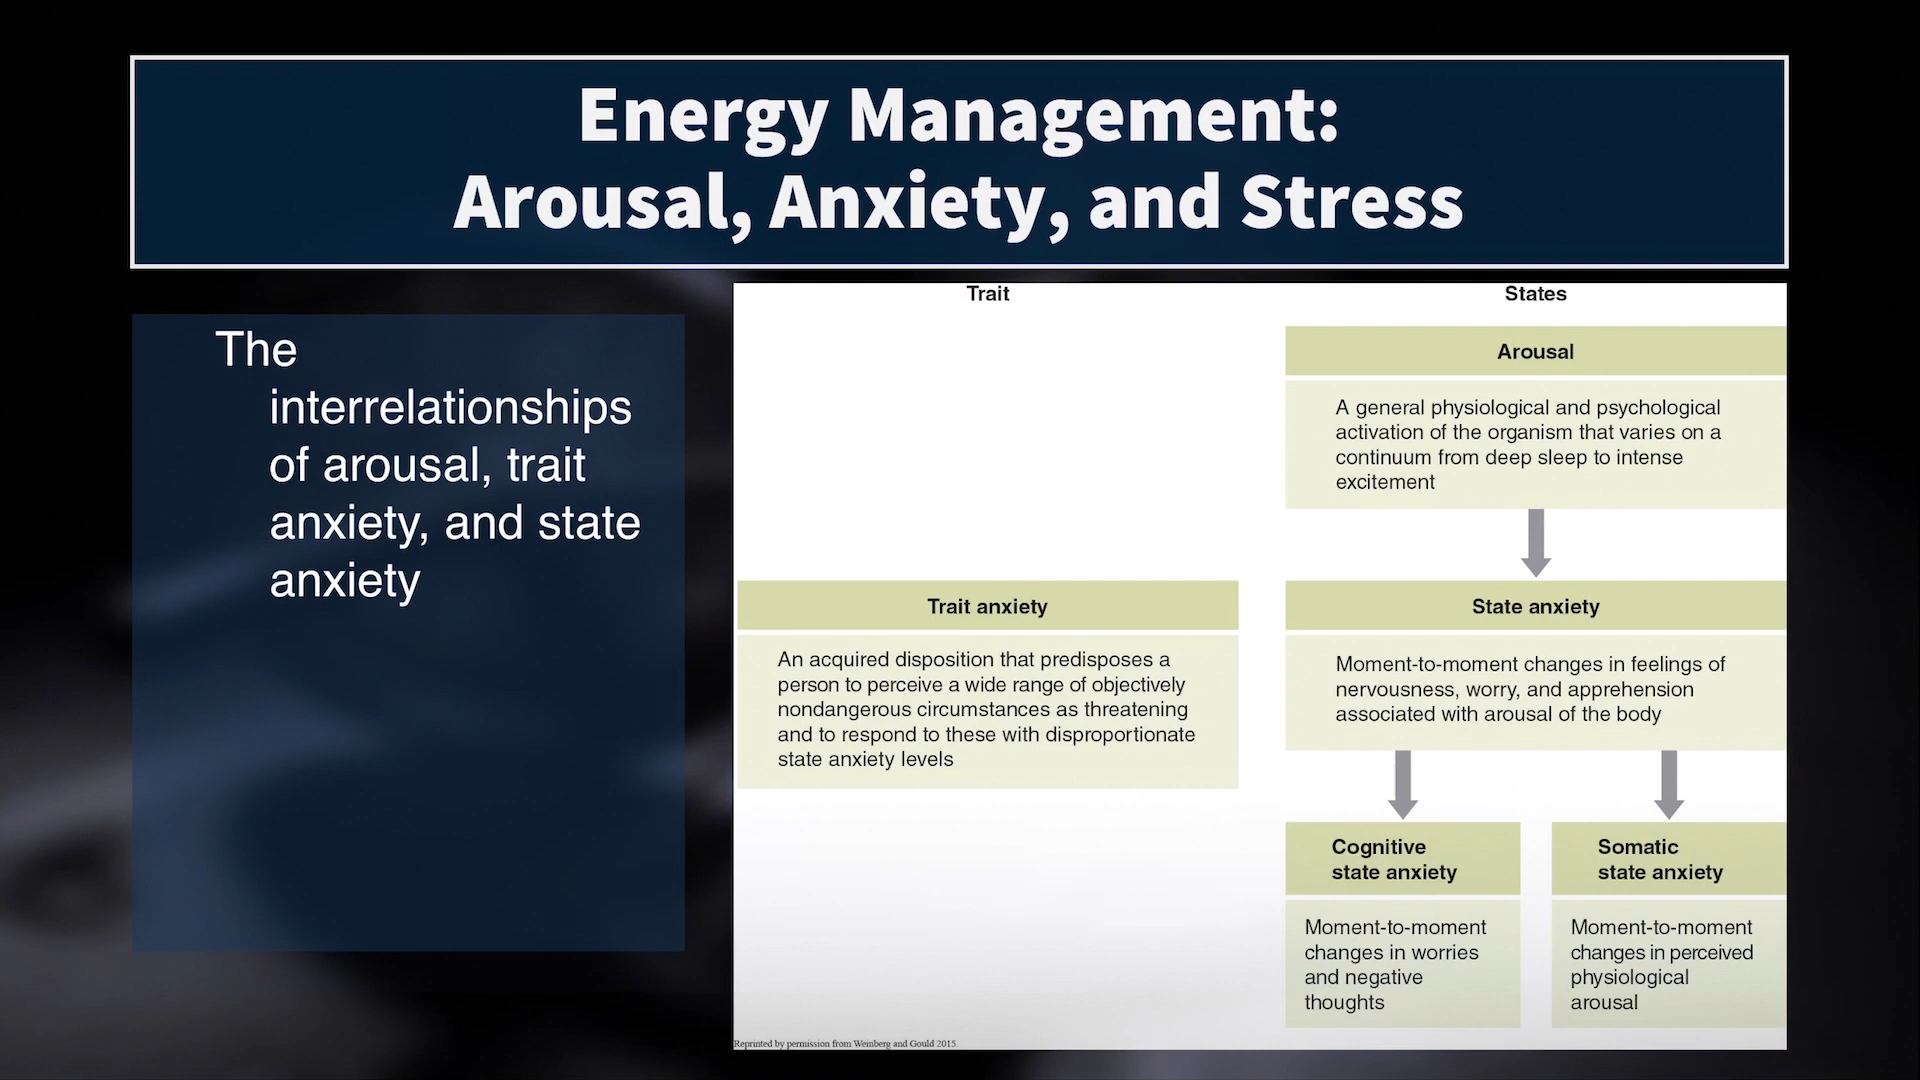 Energy Management:
Arousal, Anxiety, and Stress
The
interrelationships
of arousal, trait
anxiety, and state
anxiety
Trait
States
Arousal
A general physiological and psychological
activation of the organism that varies on a
continuum from deep sleep to intense
excitement
Trait anxiety
An acquired disposition that predisposes a
person to perceive a wide range of objectively
nondangerous circumstances as threatening
and to respond to these with disproportionate
state anxiety levels
State anxiety
Moment-to-moment changes in feelings of
nervousness, worry, and apprehension
associated with arousal of the body
Cognitive
state anxiety
Moment-to-moment
changes in worries
and negative
thoughts
Somatic
state anxiety
Moment-to-moment
changes in perceived
physiological
arousal
Reprinted by permission from Weinberg and Gould 2015.